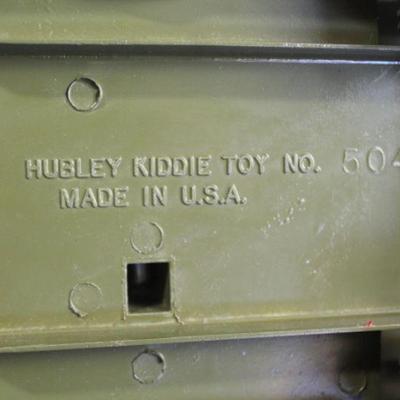 HUBLEY KIDDIE TOY NO. 504
MADE IN U.S.A.